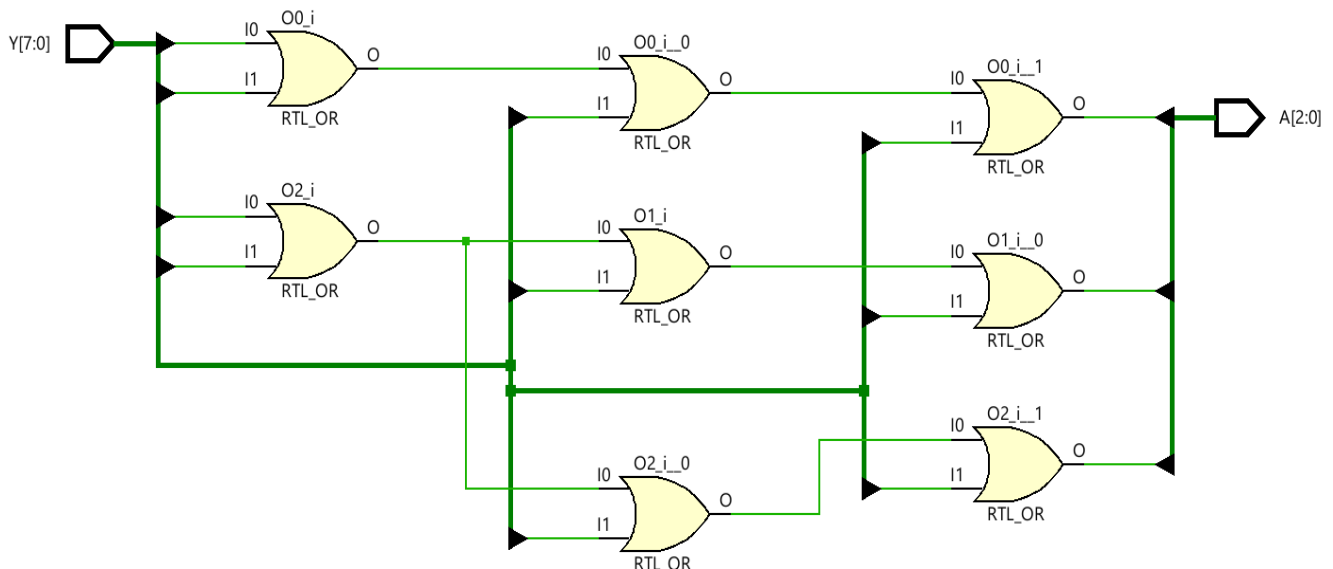 Y[7:0]
O0_i
I0
I1
O
RTL_OR
O2_i
I0
I1
O
RTL_OR
O0_i__0
I0
I1
O
RTL_OR
O1_i
I0
I1
O
RTL_OR
O2_i__0
I0
I1
O
RTL_OR
O0_i__1
I0
I1
O
RTL_OR
O1_i__0
I0
I1
O
RTL_OR
O2_i__1
I0
I1
O
RTL_OR
A[2:0]